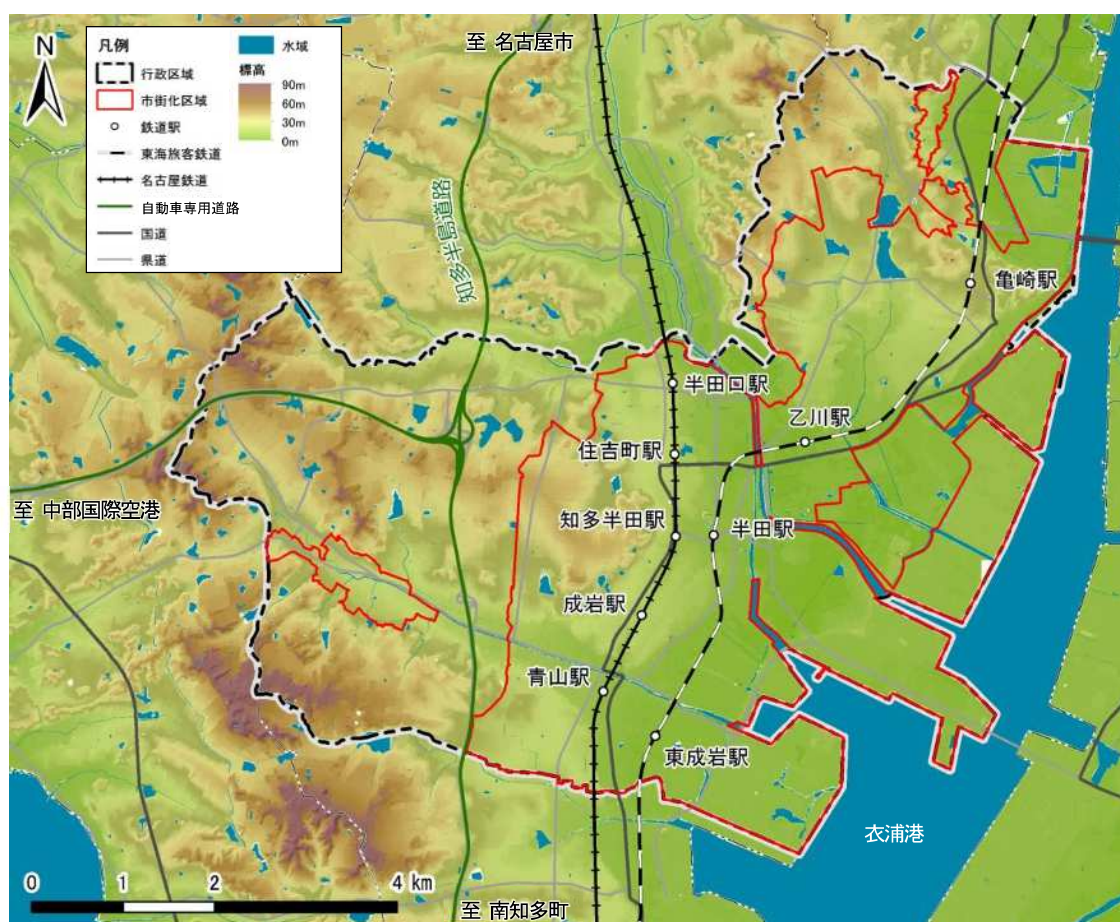 至 名古屋市
N
凡例
行政区域
市街化区域
鉄道駅
東海旅客鉄道
名古屋鉄道
自動車専用道路
国道
県道
水域
標高
90m
60m
30m
0m
知多半島道路
亀崎駅
半田口駅
乙川駅
住吉町駅
至 中部国際空港
知多半田駅
半田駅
成岩駅
青山駅
東成岩駅
衣浦港
0 1 2 4 km
至 南知多町